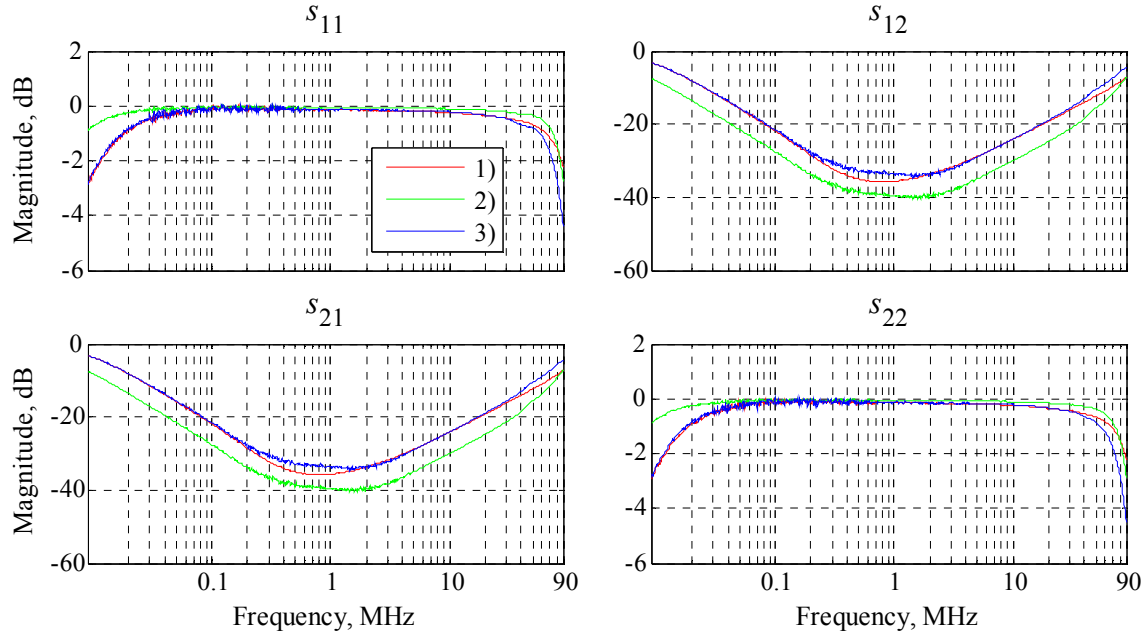 s11
2
0
-2
-4
-6
Magnitude, dB
1)
2)
3)
s12
0
-20
-40
-60
s21
0
-20
-40
-60
Magnitude, dB
0.1 1 10 90
Frequency, MHz
s22
2
0
-2
-4
-6
0.1 1 10 90
Frequency, MHz